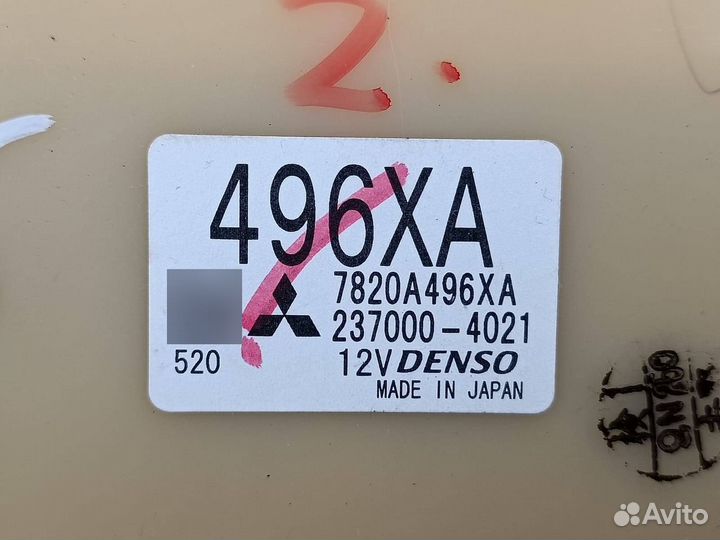 2.
496XA
7820A496XA
237000-4021
520
12V DENSO
MADE IN JAPAN
Avito